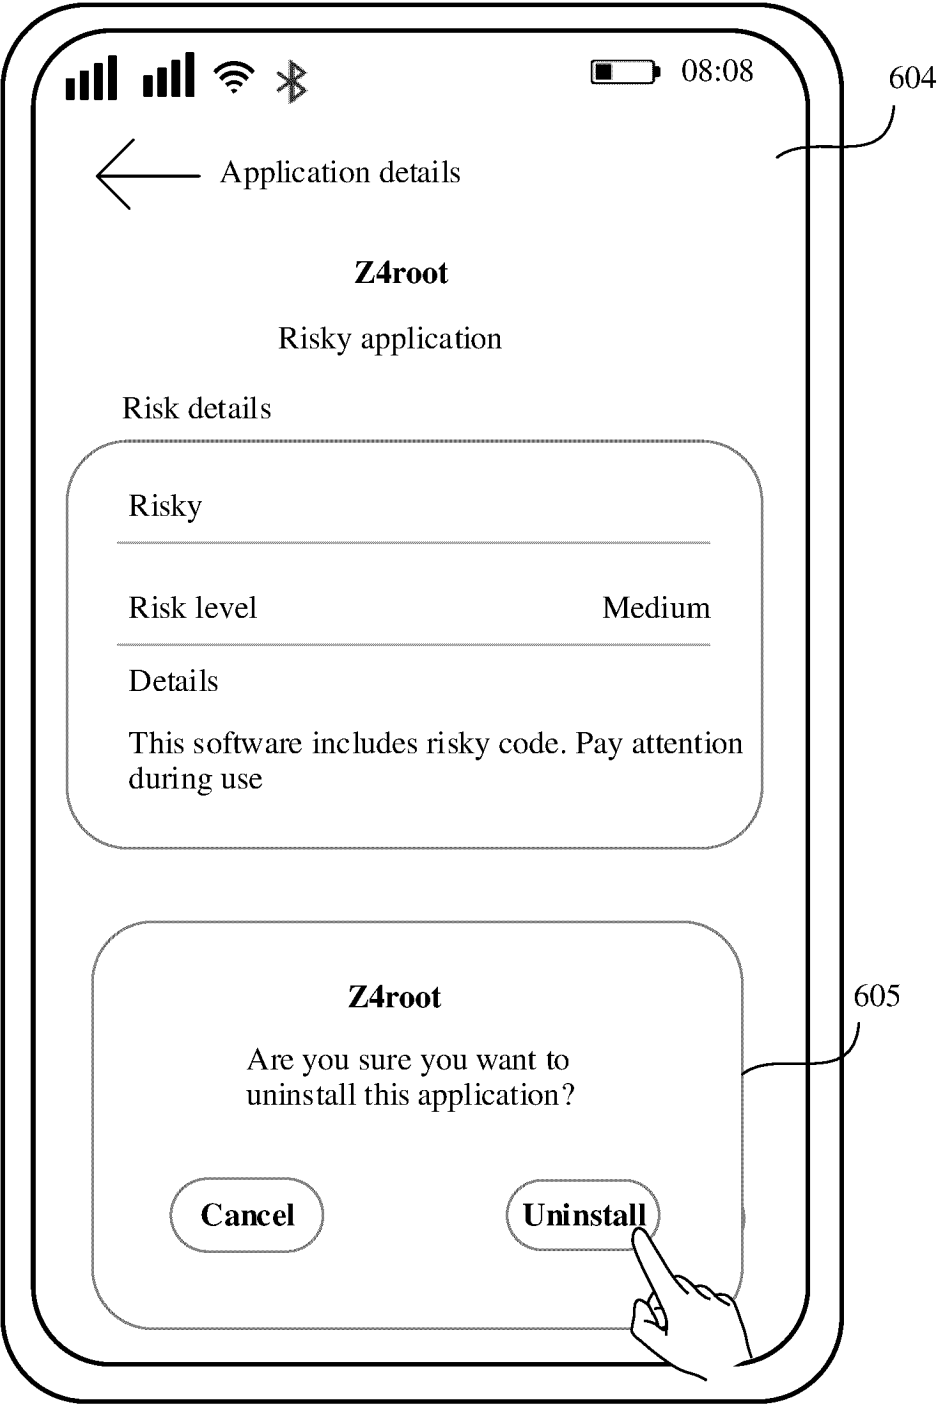 08:08
604
Application details
Z4root
Risky application
Risk details
Risky
Risk level Medium
Details
This software includes risky code. Pay attention
during use
Z4root
605
Are you sure you want to
uninstall this application?
Cancel Uninstall